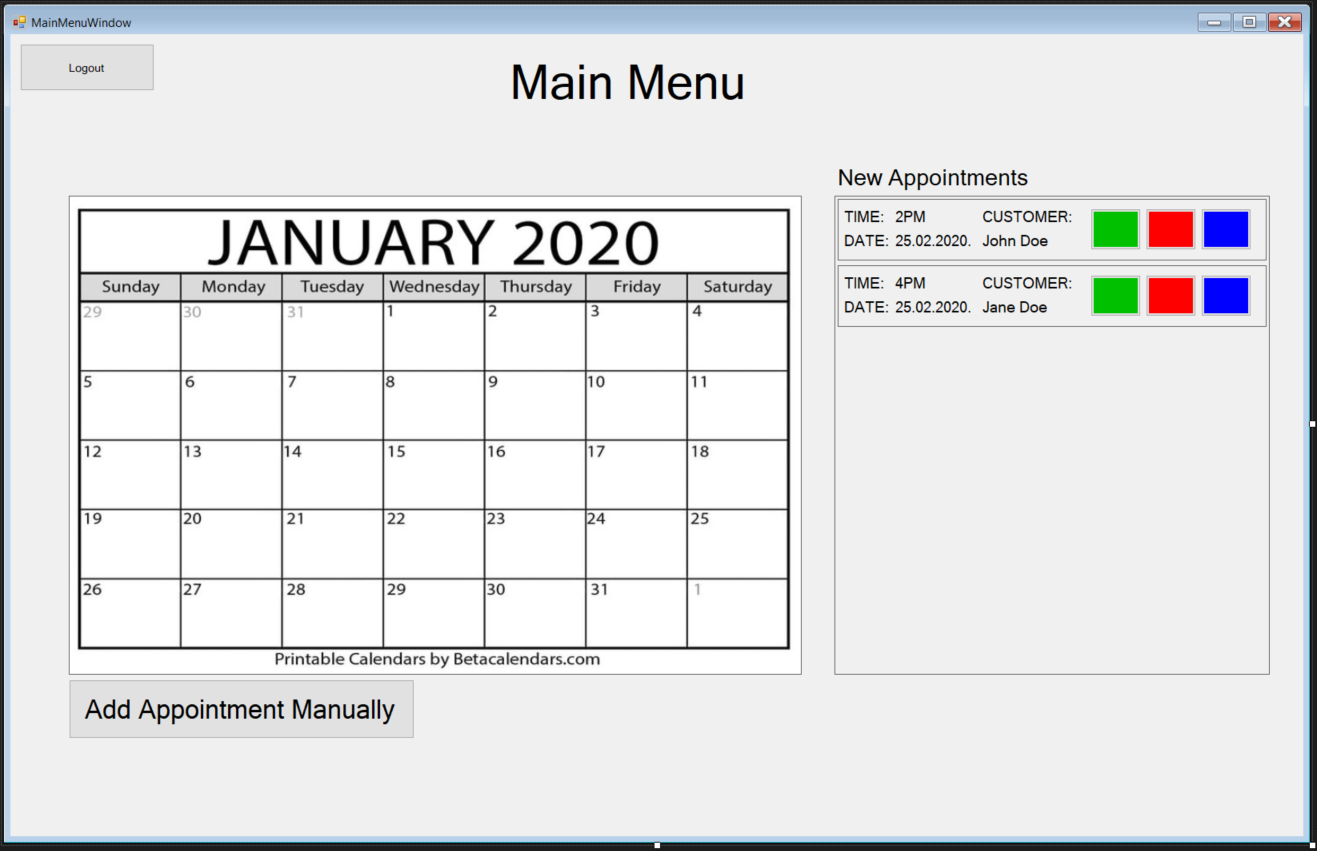 MainMenuWindow
Logout
Main Menu
New Appointments
JANUARY 2020
Sunday Monday Tuesday Wednesday Thursday Friday Saturday
29 30 31 1 2 3 4
5 6 7 8 9 10 11
12 13 14 15 16 17 18
19 20 21 22 23 24 25
26 27 28 29 30 31 1
Printable Calendars by Betacalendars.com
TIME: 2PM CUSTOMER:
DATE: 25.02.2020. John Doe
TIME: 4PM CUSTOMER:
DATE: 25.02.2020. Jane Doe
Add Appointment Manually